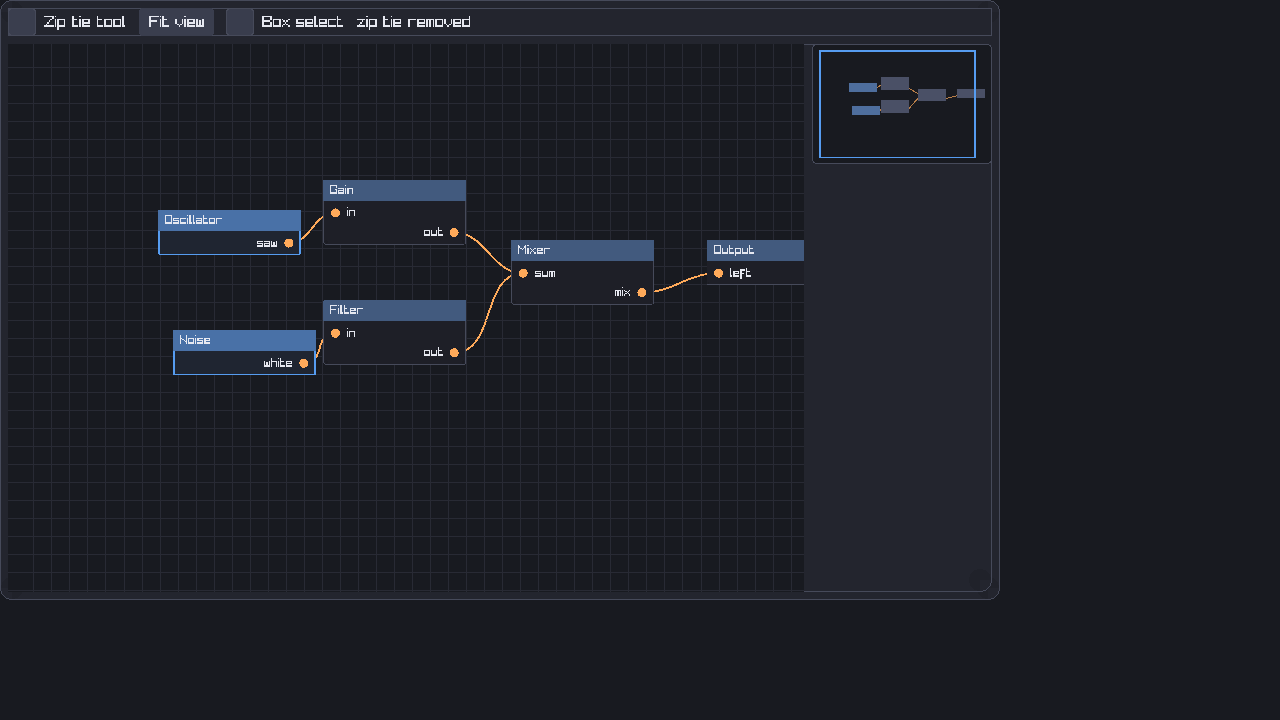 Zip tie tool Fit view Box select zip tie removed
Gain
in
out
Oscillator
saw
Mixer
sum
mix
Output
left
Filter
in
out
Noise
white